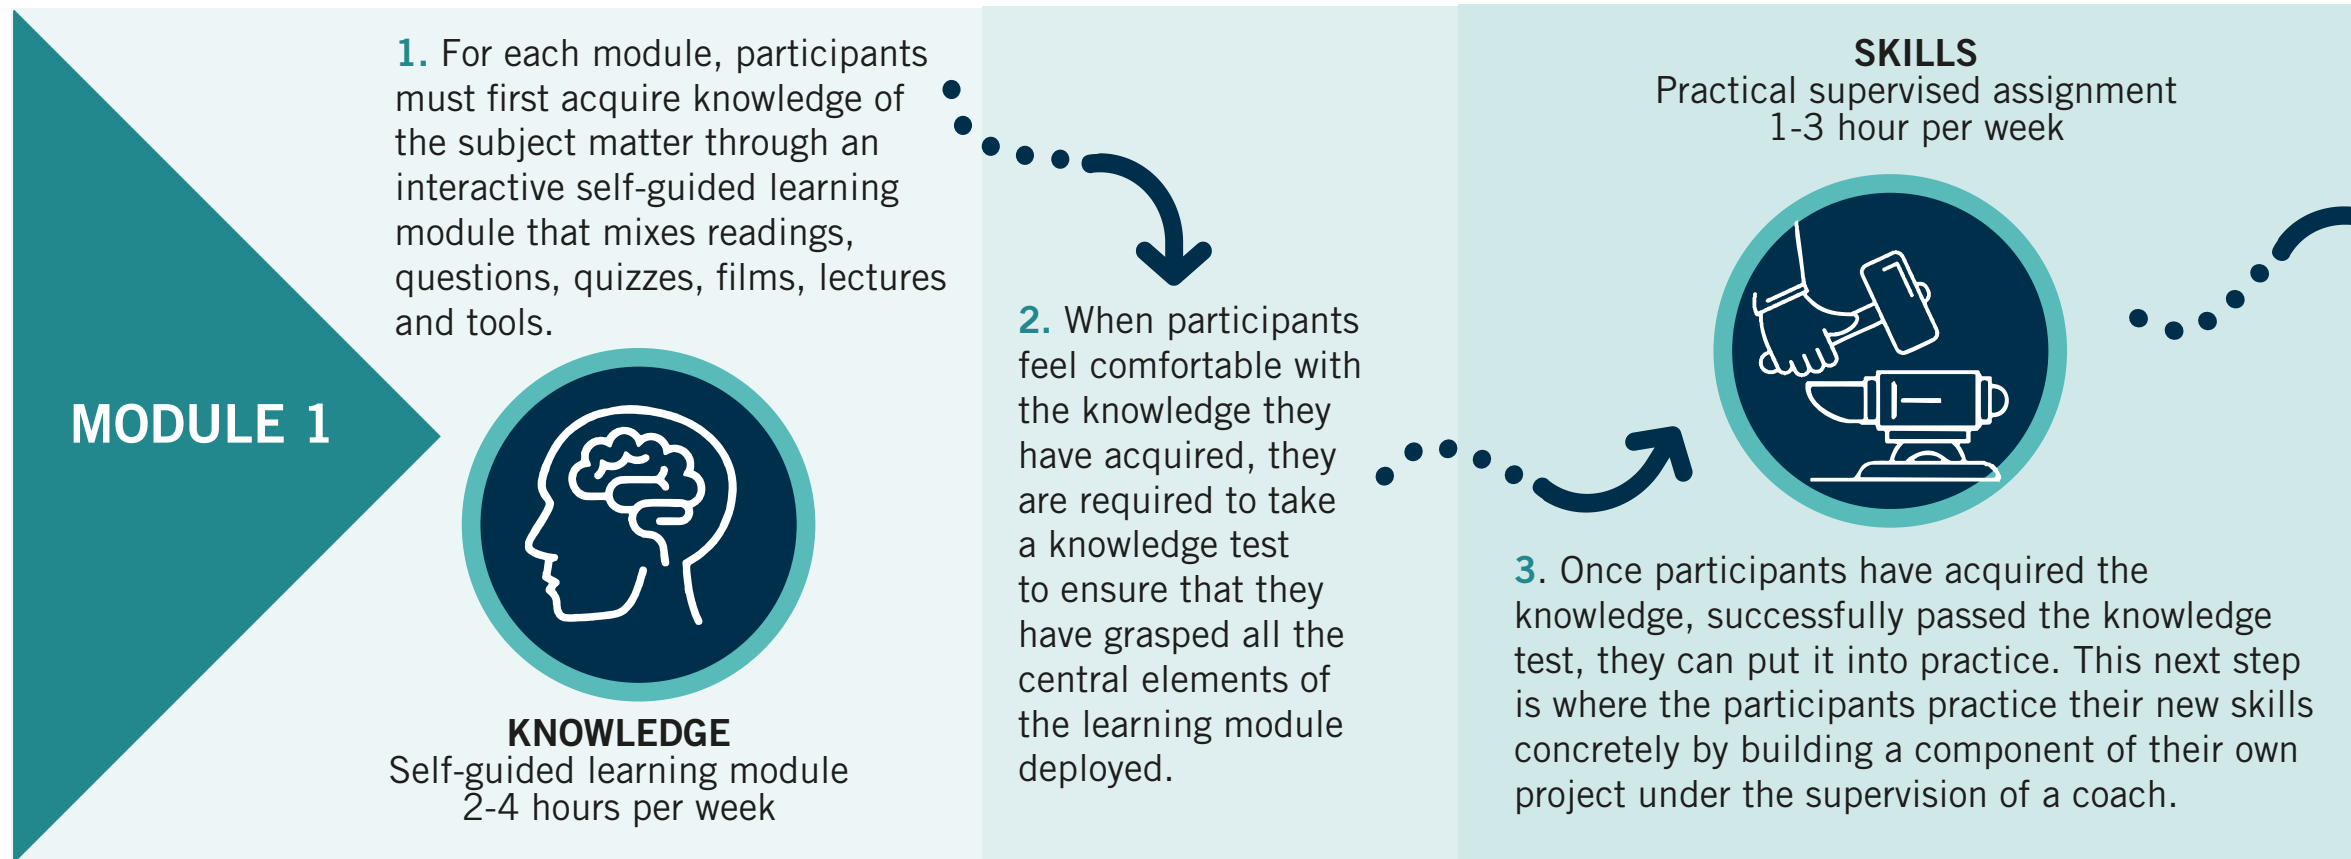 MODULE 1
1. For each module, participants
must first acquire knowledge of
the subject matter through an
interactive self-guided learning
module that mixes readings,
questions, quizzes, films, lectures
and tools.
KNOWLEDGE
Self-guided learning module
2-4 hours per week
2. When participants
feel comfortable with
the knowledge they
have acquired, they
are required to take
a knowledge test
to ensure that they
have grasped all the
central elements of
the learning module
deployed.
SKILLS
Practical supervised assignment
1-3 hour per week
3. Once participants have acquired the
knowledge, successfully passed the knowledge
test, they can put it into practice. This next step
is where the participants practice their new skills
concretely by building a component of their own
project under the supervision of a coach.